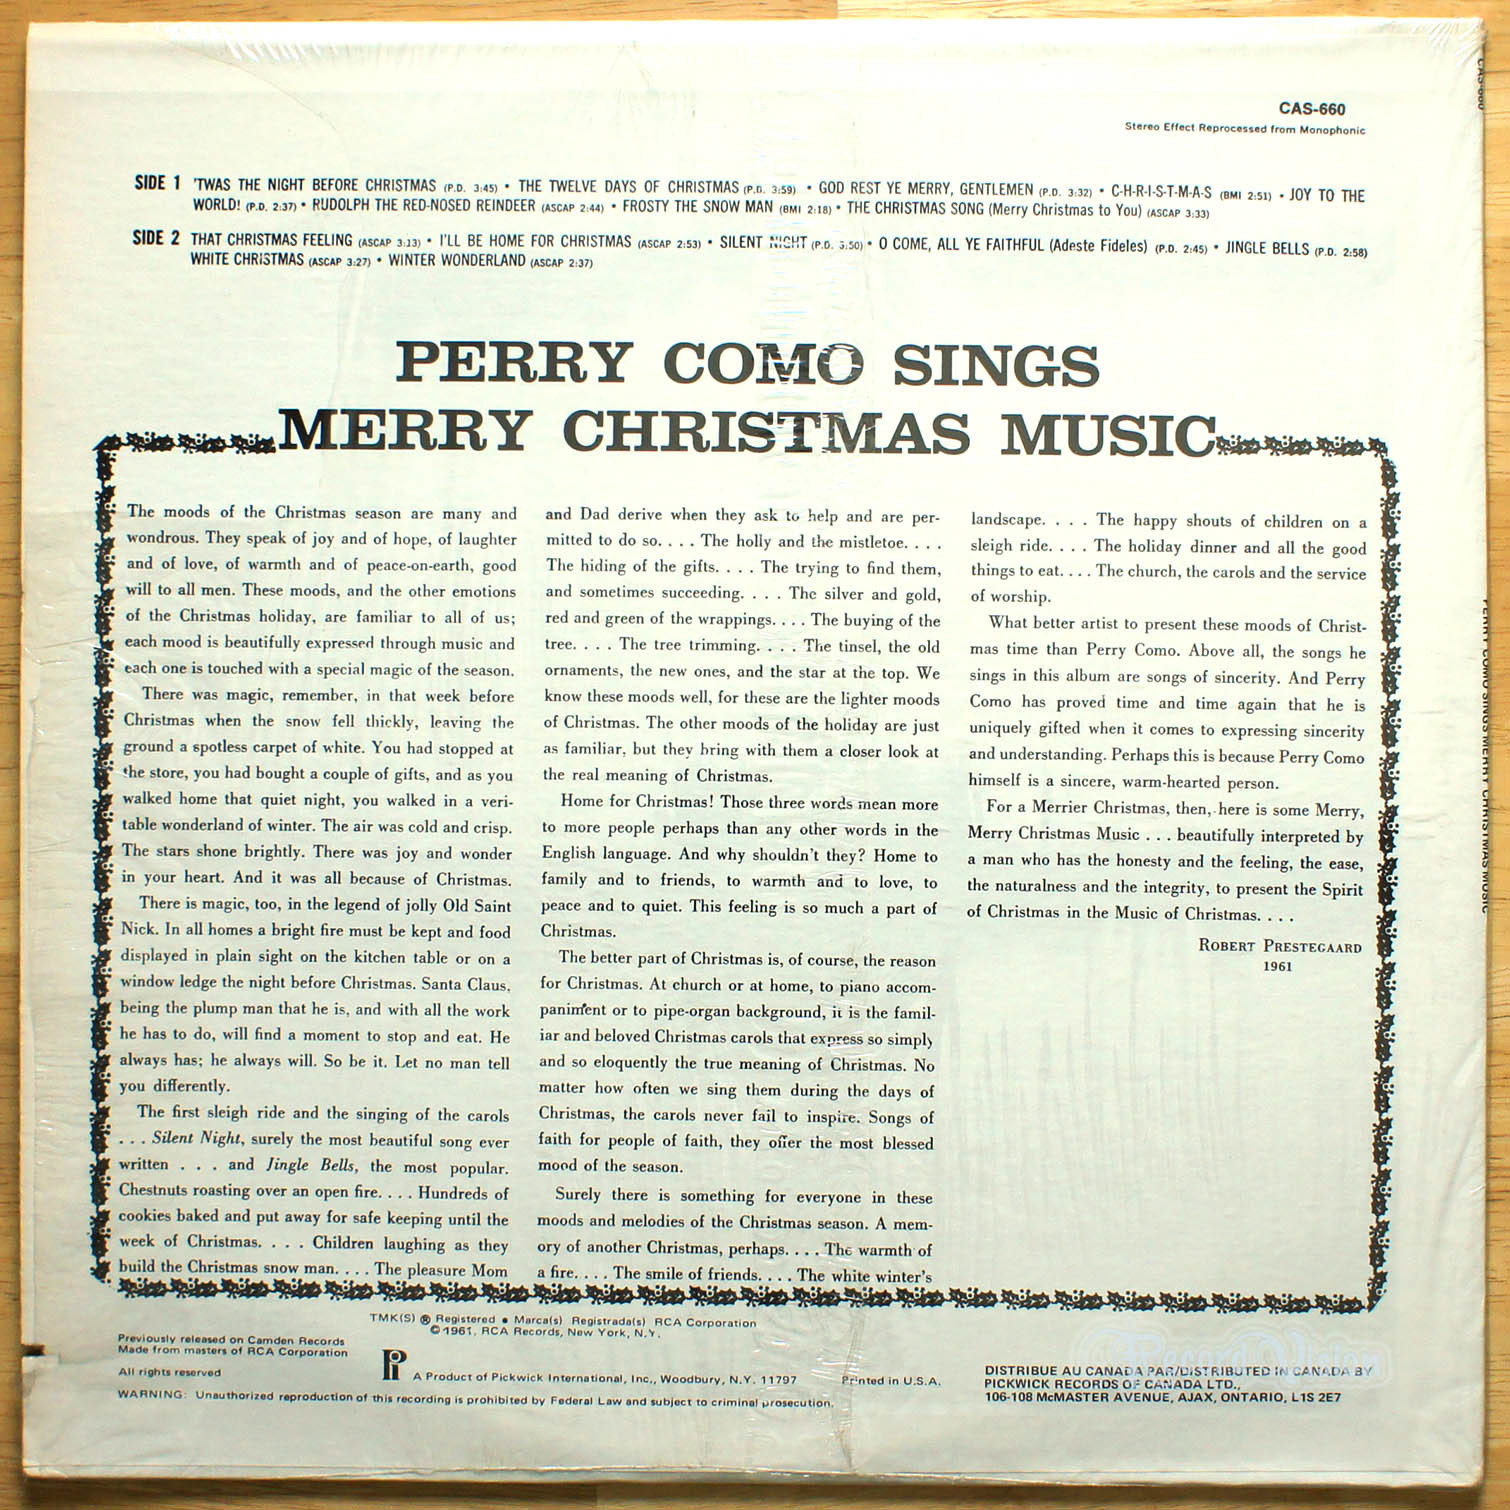 CAS-660
Stereo Effect Reprocessed from Monophonic
SIDE 1 'TWAS THE NIGHT BEFORE CHRISTMAS (P.D. 3:45) • THE TWELVE DAYS OF CHRISTMAS (P.D. 3:59) • GOD REST YE MERRY, GENTLEMEN (P.D. 3:32) • C-H-R-I-S-T-M-A-S (BMI 2:51) • JOY TO THE
WORLD! (P.D. 2:37) • RUDOLPH THE RED-NOSED REINDEER (ASCAP 2:44) • FROSTY THE SNOW MAN (BMI 2:18) • THE CHRISTMAS SONG (Merry Christmas to You) (ASCAP 3:33)
SIDE 2 THAT CHRISTMAS FEELING (ASCAP 3:13) • I'LL BE HOME FOR CHRISTMAS (ASCAP 2:53) • SILENT NIGHT (P.D. 3:50) • O COME, ALL YE FAITHFUL (Adeste Fideles) (P.D. 2:45) • JINGLE BELLS (P.D. 2:58)
WHITE CHRISTMAS (ASCAP 3:27) • WINTER WONDERLAND (ASCAP 2:37)
PERRY COMO SINGS
MERRY CHRISTMAS MUSIC
The moods of the Christmas season are many and
wondrous. They speak of joy and of hope, of laughter
and of love, of warmth and of peace-on-earth, good
will to all men. These moods, and the other emotions
of the Christmas holiday, are familiar to all of us;
each mood is beautifully expressed through music and
each one is touched with a special magic of the season.
There was magic, remember, in that week before
Christmas when the snow fell thickly, leaving the
ground a spotless carpet of white. You had stopped at
the store, you had bought a couple of gifts, and as you
walked home that quiet night, you walked in a veri-
table wonderland of winter. The air was cold and crisp.
The stars shone brightly. There was joy and wonder
in your heart. And it was all because of Christmas.
There is magic, too, in the legend of jolly Old Saint
Nick. In all homes a bright fire must be kept and food
displayed in plain sight on the kitchen table or on a
window ledge the night before Christmas. Santa Claus,
being the plump man that he is, and with all the work
he has to do, will find a moment to stop and eat. He
always has; he always will. So be it. Let no man tell
you differently.
The first sleigh ride and the singing of the carols
. . . Silent Night, surely the most beautiful song ever
written . . . and Jingle Bells, the most popular.
Chestnuts roasting over an open fire. . . . Hundreds of
cookies baked and put away for safe keeping until the
week of Christmas. . . . Children laughing as they
build the Christmas snow man. . . . The pleasure Mom
and Dad derive when they ask to help and are per-
mitted to do so. . . . The holly and the mistletoe. . . .
The hiding of the gifts. . . . The trying to find them,
and sometimes succeeding. . . . The silver and gold,
red and green of the wrappings. . . . The buying of the
tree. . . . The tree trimming. . . . The tinsel, the old
ornaments, the new ones, and the star at the top. We
know these moods well, for these are the lighter moods
of Christmas. The other moods of the holiday are just
as familiar, but they bring with them a closer look at
the real meaning of Christmas.
Home for Christmas! Those three words mean more
to more people perhaps than any other words in the
English language. And why shouldn't they? Home to
family and to friends, to warmth and to love, to
peace and to quiet. This feeling is so much a part of
Christmas.
The better part of Christmas is, of course, the reason
for Christmas. At church or at home, to piano accom-
paniment or to pipe-organ background, it is the famil-
iar and beloved Christmas carols that express so simply
and so eloquently the true meaning of Christmas. No
matter how often we sing them during the days of
Christmas, the carols never fail to inspire. Songs of
faith for people of faith, they offer the most blessed
mood of the season.
Surely there is something for everyone in these
moods and melodies of the Christmas season. A mem-
ory of another Christmas, perhaps. . . . The warmth of
a fire. . . . The smile of friends. . . . The white winter's
landscape. . . . The happy shouts of children on a
sleigh ride. . . . The holiday dinner and all the good
things to eat. . . . The church, the carols and the service
of worship.
What better artist to present these moods of Christ-
mas time than Perry Como. Above all, the songs he
sings in this album are songs of sincerity. And Perry
Como has proved time and time again that he is
uniquely gifted when it comes to expressing sincerity
and understanding. Perhaps this is because Perry Como
himself is a sincere, warm-hearted person.
For a Merrier Christmas, then, here is some Merry,
Merry Christmas Music . . . beautifully interpreted by
a man who has the honesty and the feeling, the ease,
the naturalness and the integrity, to present the Spirit
of Christmas in the Music of Christmas. . . .
ROBERT PRESTEGAARD
1961
TMK(S) ® Registered • Marca(s) Registrada(s) RCA Corporation
©1961, RCA Records, New York, N.Y.
Previously released on Camden Records
Made from masters of RCA Corporation
All rights reserved
A Product of Pickwick International, Inc., Woodbury, N.Y. 11797
Printed in U.S.A.
WARNING: Unauthorized reproduction of this recording is prohibited by Federal Law and subject to criminal prosecution.
Record Vision
DISTRIBUE AU CANADA PAR/DISTRIBUTED IN CANADA BY
PICKWICK RECORDS OF CANADA LTD.,
106-108 McMASTER AVENUE, AJAX, ONTARIO, L1S 2E7
CAS-660
PERRY COMO SINGS MERRY CHRISTMAS MUSIC